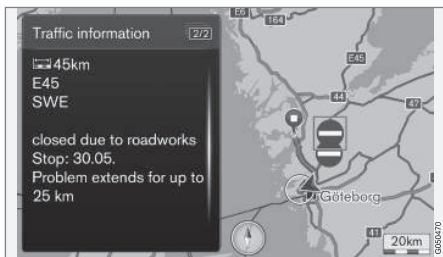 Traffic information 2/2
45km
E45
SWE
closed due to roadworks
Stop: 30.05.
Problem extends for up to
25 km
E6
164
E45
44
47
Göteborg
41
20km
G050470